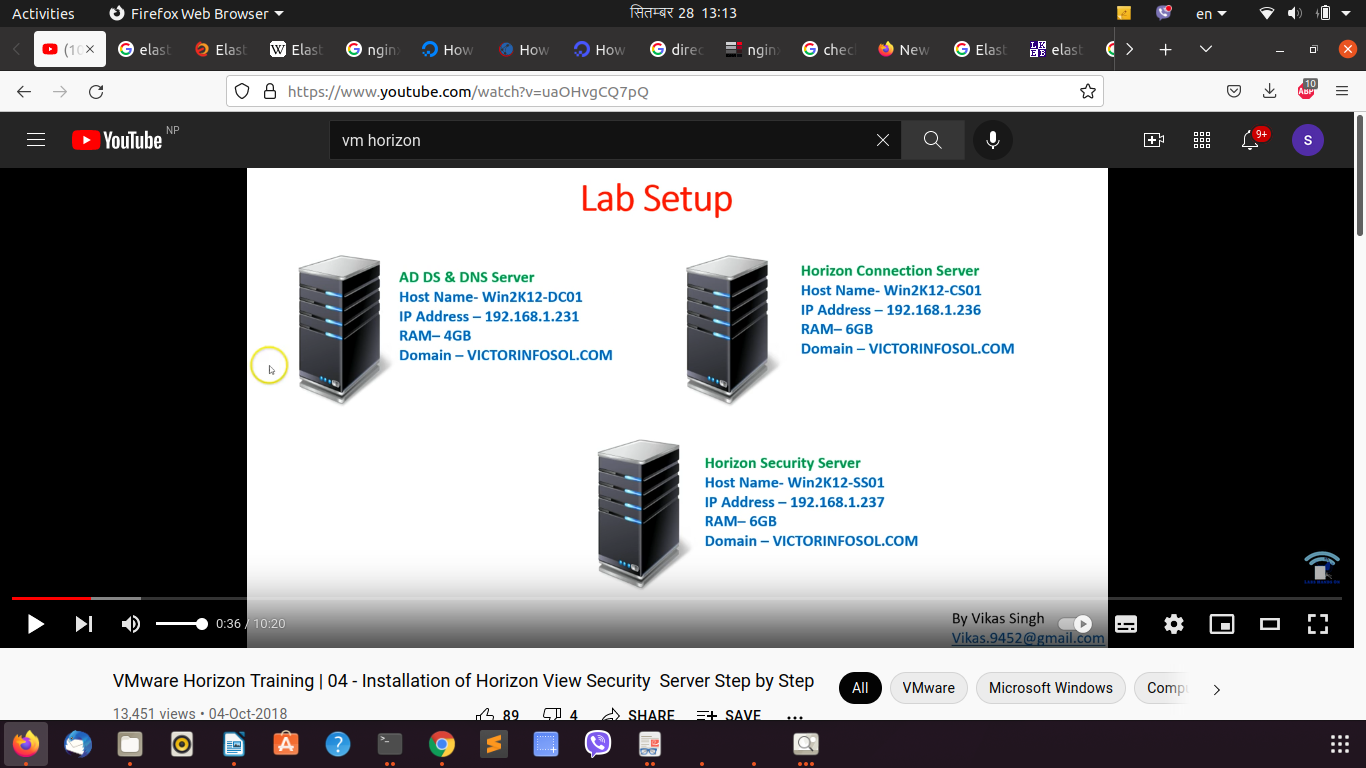 Activities
Firefox Web Browser
सितम्बर 28 13:13
en
(10
elast
Elast
Elast
nginx
How
How
How
direc
nginx
chec
New
Elast
elast
https://www.youtube.com/watch?v=uaOHvgCQ7pQ
10
ABP
YouTube NP
vm horizon
9+
S
Lab Setup
AD DS & DNS Server
Host Name- Win2K12-DC01
IP Address – 192.168.1.231
RAM– 4GB
Domain – VICTORINFOSOL.COM
Horizon Connection Server
Host Name- Win2K12-CS01
IP Address – 192.168.1.236
RAM– 6GB
Domain – VICTORINFOSOL.COM
Horizon Security Server
Host Name- Win2K12-SS01
IP Address – 192.168.1.237
RAM– 6GB
Domain – VICTORINFOSOL.COM
By Vikas Singh
Vikas.9452@gmail.com
0:36 / 10:20
VMware Horizon Training | 04 - Installation of Horizon View Security Server Step by Step
All
VMware
Microsoft Windows
Compu
13,451 views • 04-Oct-2018
89
4
SHARE
SAVE